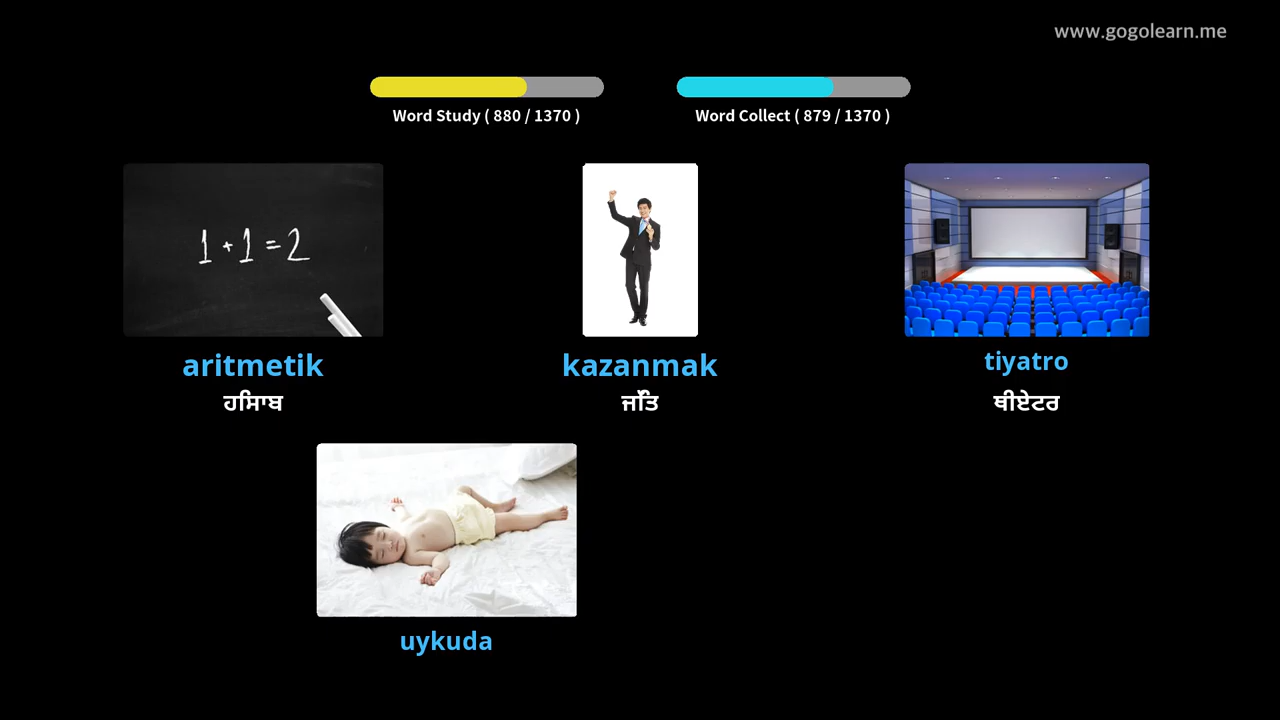 www.gogolearn.me
Word Study ( 880 / 1370 )
Word Collect ( 879 / 1370 )
1 + 1 = 2
aritmetik
kazanmak
tiyatro
ਹਿਸਾਬ
ਜਿੱਤ
ਥੀਏਟਰ
uykuda